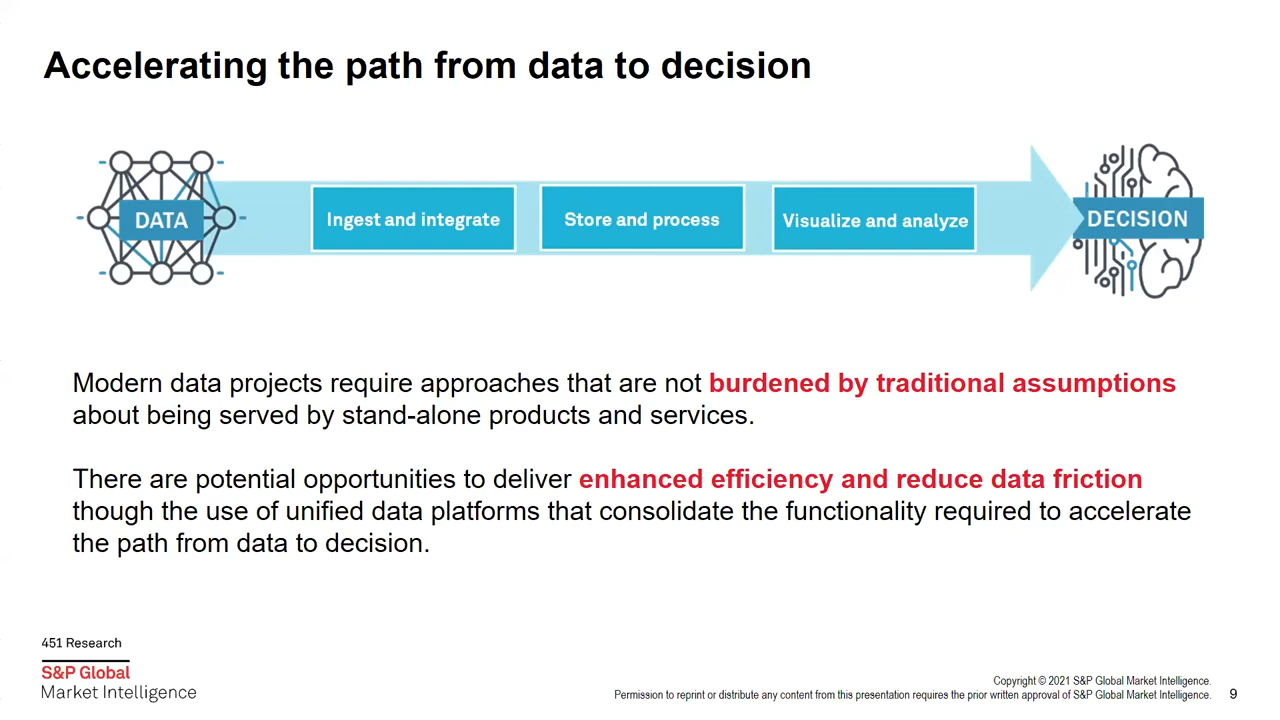 Accelerating the path from data to decision
DATA
Ingest and integrate
Store and process
Visualize and analyze
DECISION
Modern data projects require approaches that are not burdened by traditional assumptions
about being served by stand-alone products and services.
There are potential opportunities to deliver enhanced efficiency and reduce data friction
though the use of unified data platforms that consolidate the functionality required to accelerate
the path from data to decision.
451 Research
S&P Global
Market Intelligence
Copyright © 2021 S&P Global Market Intelligence.
Permission to reprint or distribute any content from this presentation requires the prior written approval of S&P Global Market Intelligence.
9